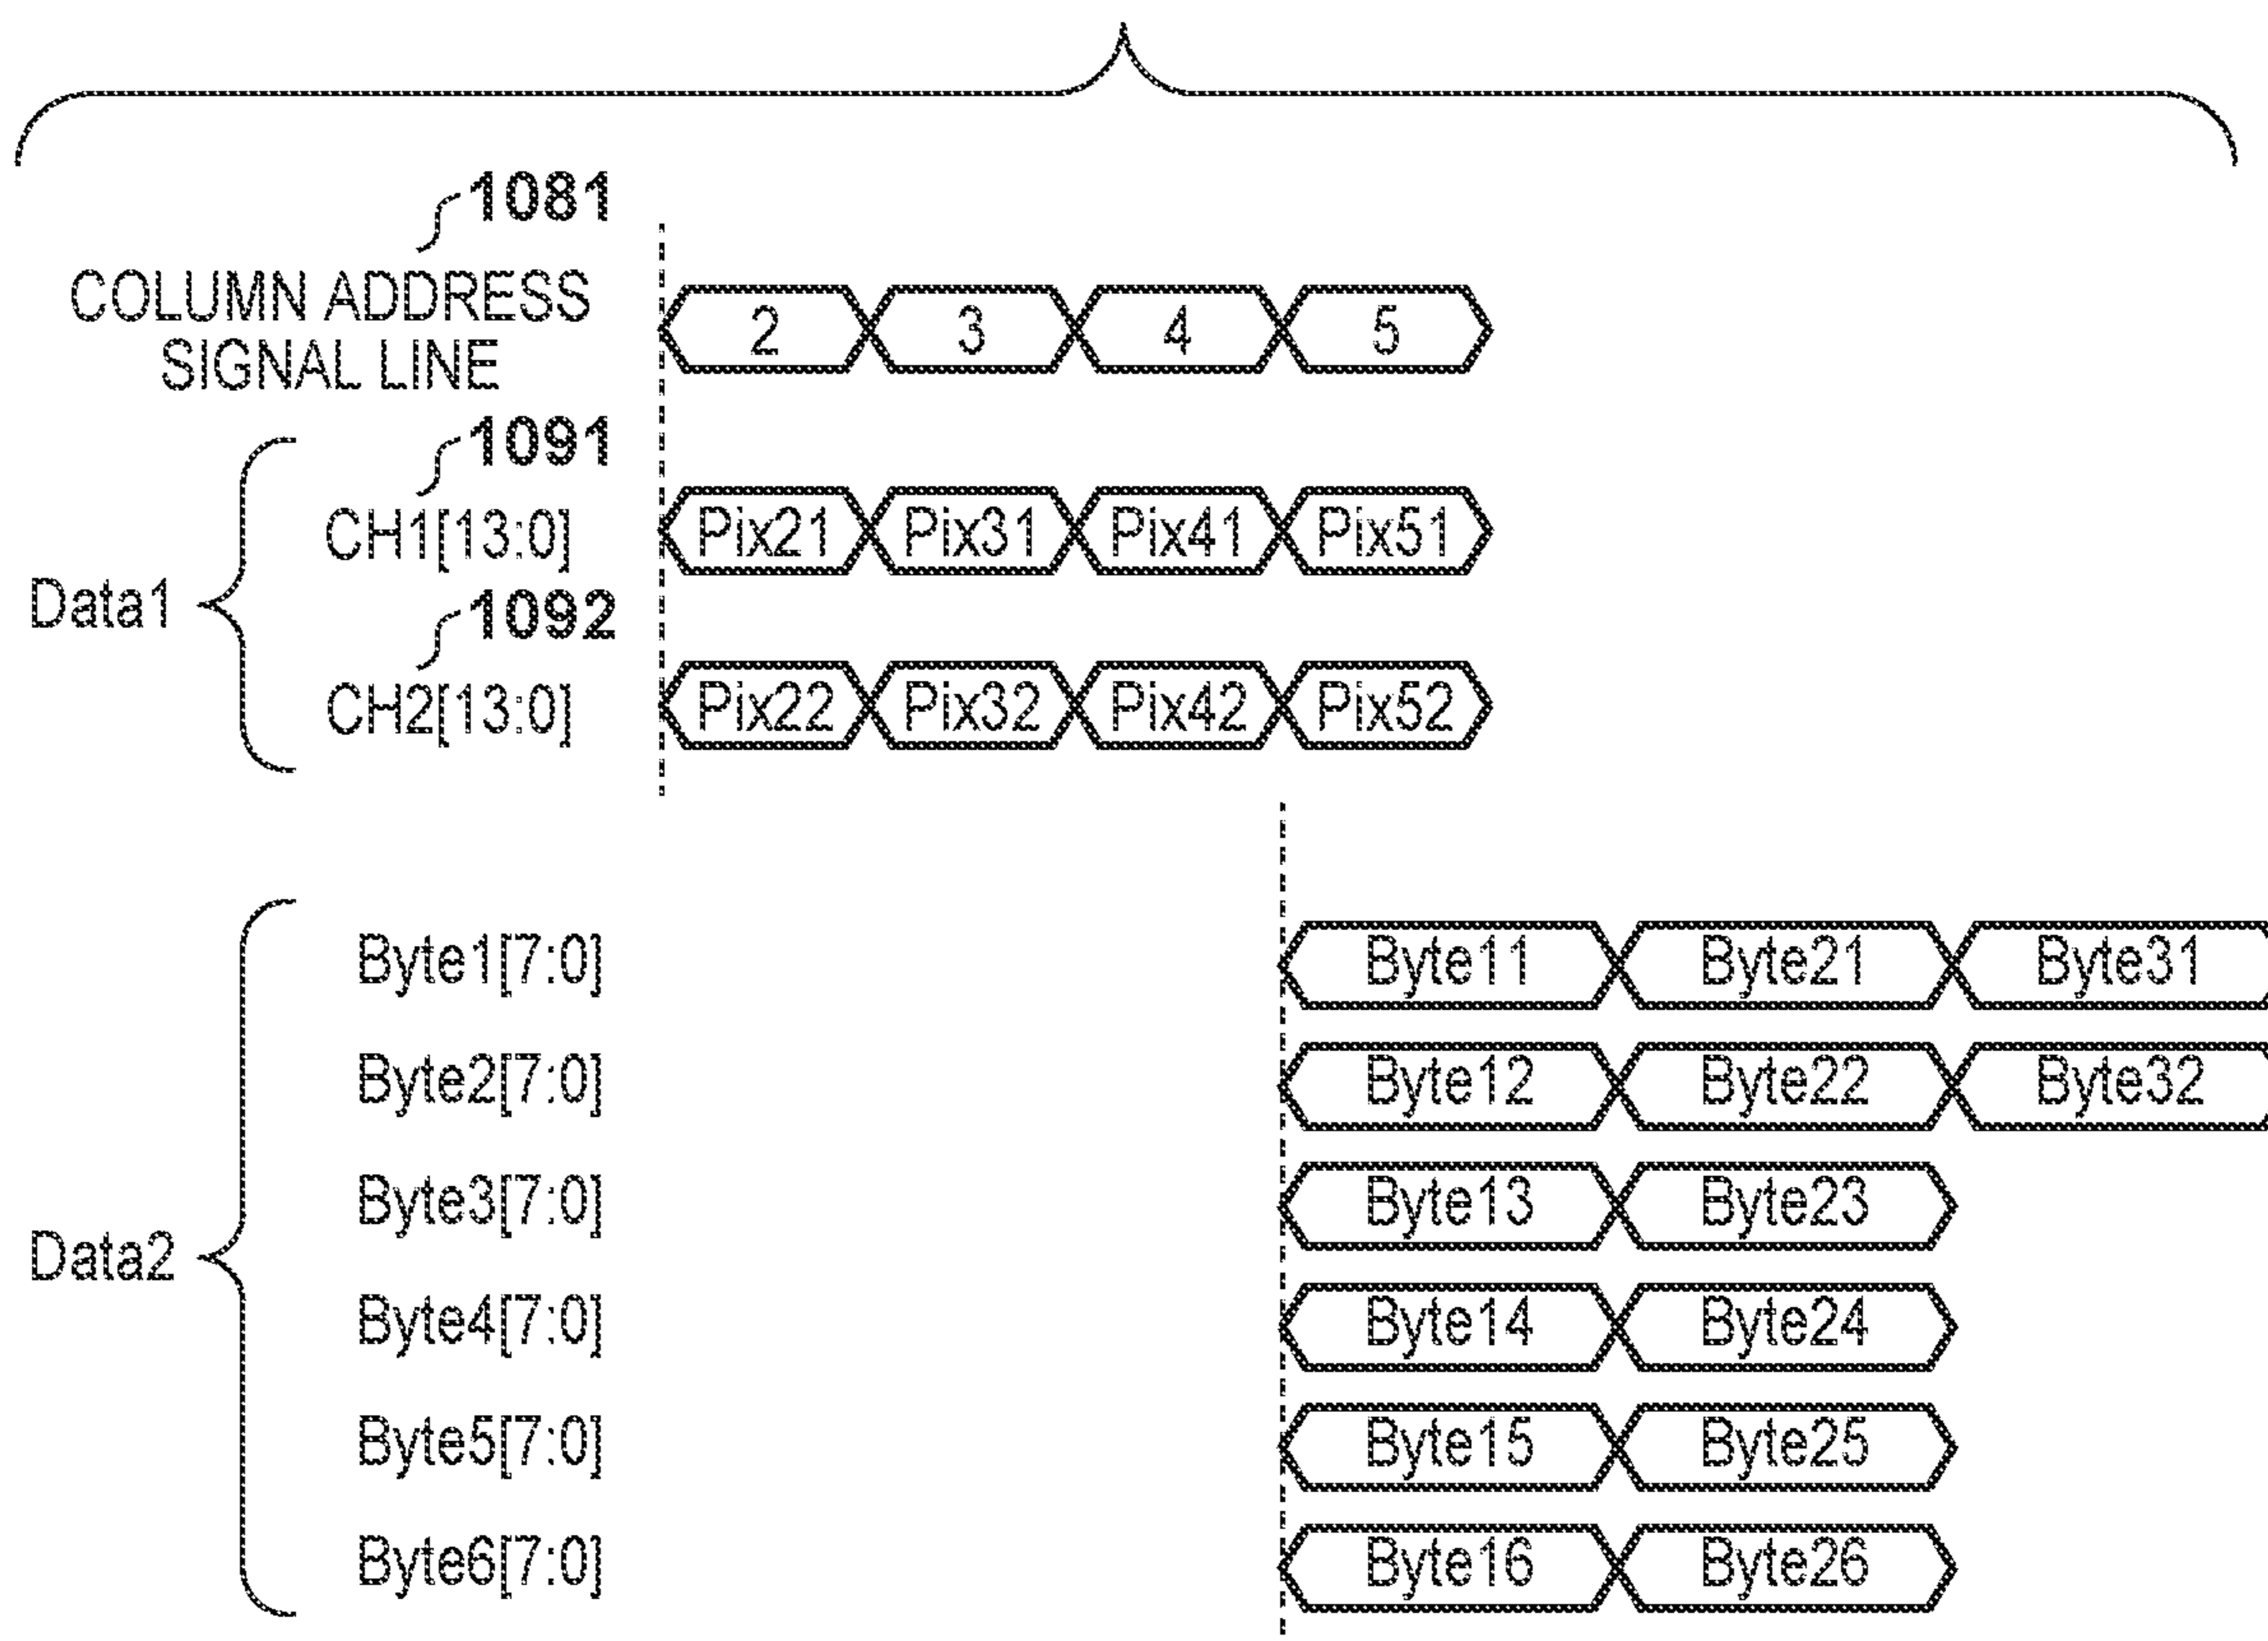 1081
COLUMN ADDRESS
SIGNAL LINE
2 3 4 5
1091
CH1[13:0] Pix21 Pix31 Pix41 Pix51
Data1
1092
CH2[13:0] Pix22 Pix32 Pix42 Pix52
Byte1[7:0] Byte11 Byte21 Byte31
Byte2[7:0] Byte12 Byte22 Byte32
Byte3[7:0] Byte13 Byte23
Data2
Byte4[7:0] Byte14 Byte24
Byte5[7:0] Byte15 Byte25
Byte6[7:0] Byte16 Byte26